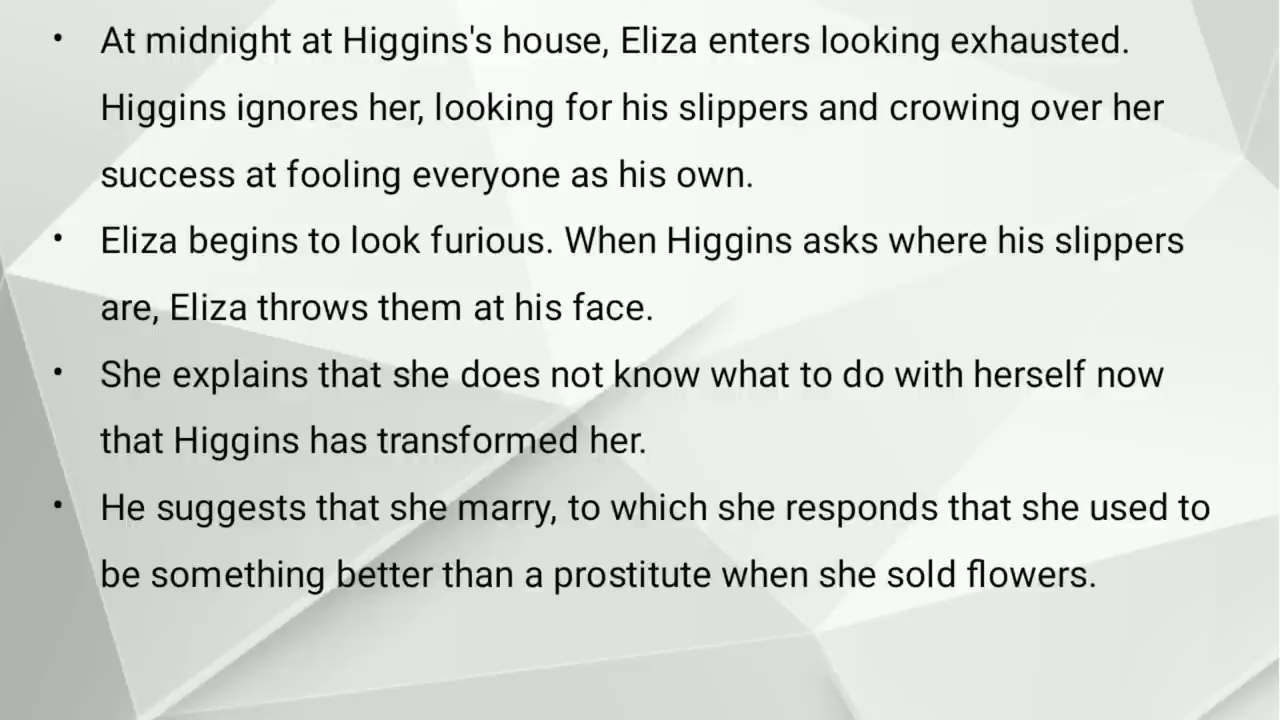 • At midnight at Higgins's house, Eliza enters looking exhausted.
Higgins ignores her, looking for his slippers and crowing over her
success at fooling everyone as his own.
• Eliza begins to look furious. When Higgins asks where his slippers
are, Eliza throws them at his face.
• She explains that she does not know what to do with herself now
that Higgins has transformed her.
• He suggests that she marry, to which she responds that she used to
be something better than a prostitute when she sold flowers.